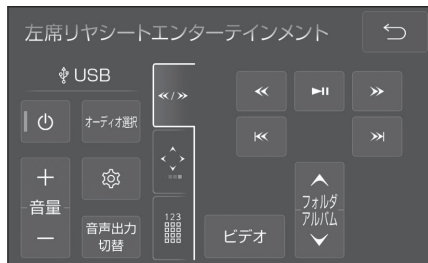 左席リヤシートエンターテインメント
USB
オーディオ選択
音量
音声出力
切替
123
ビデオ
フォルダ
アルバム